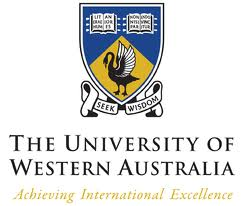 SEEK WISDOM
THE UNIVERSITY OF
WESTERN AUSTRALIA
Achieving International Excellence